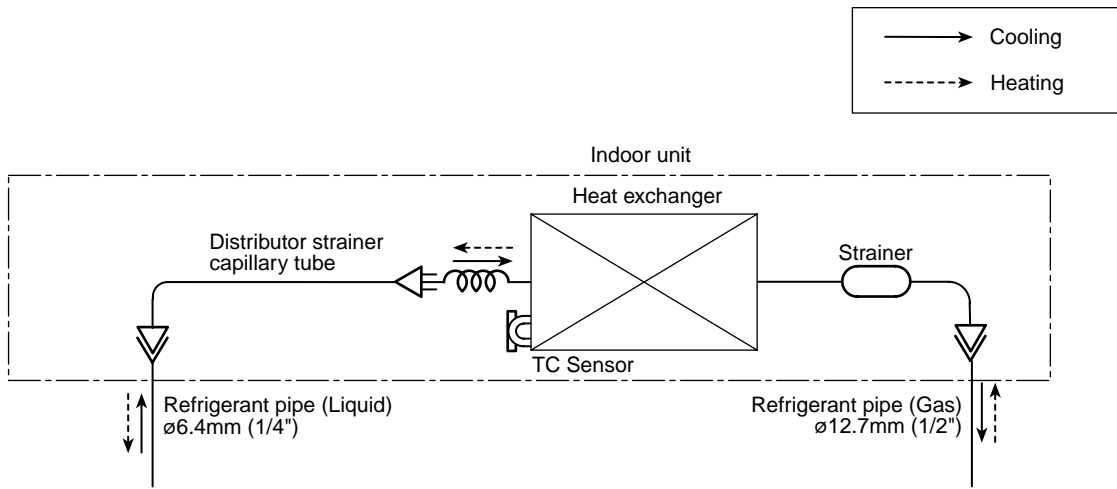 Cooling
Heating
Indoor unit
Heat exchanger
Distributor strainer
capillary tube
Strainer
TC Sensor
Refrigerant pipe (Liquid)
ø6.4mm (1/4")
Refrigerant pipe (Gas)
ø12.7mm (1/2")